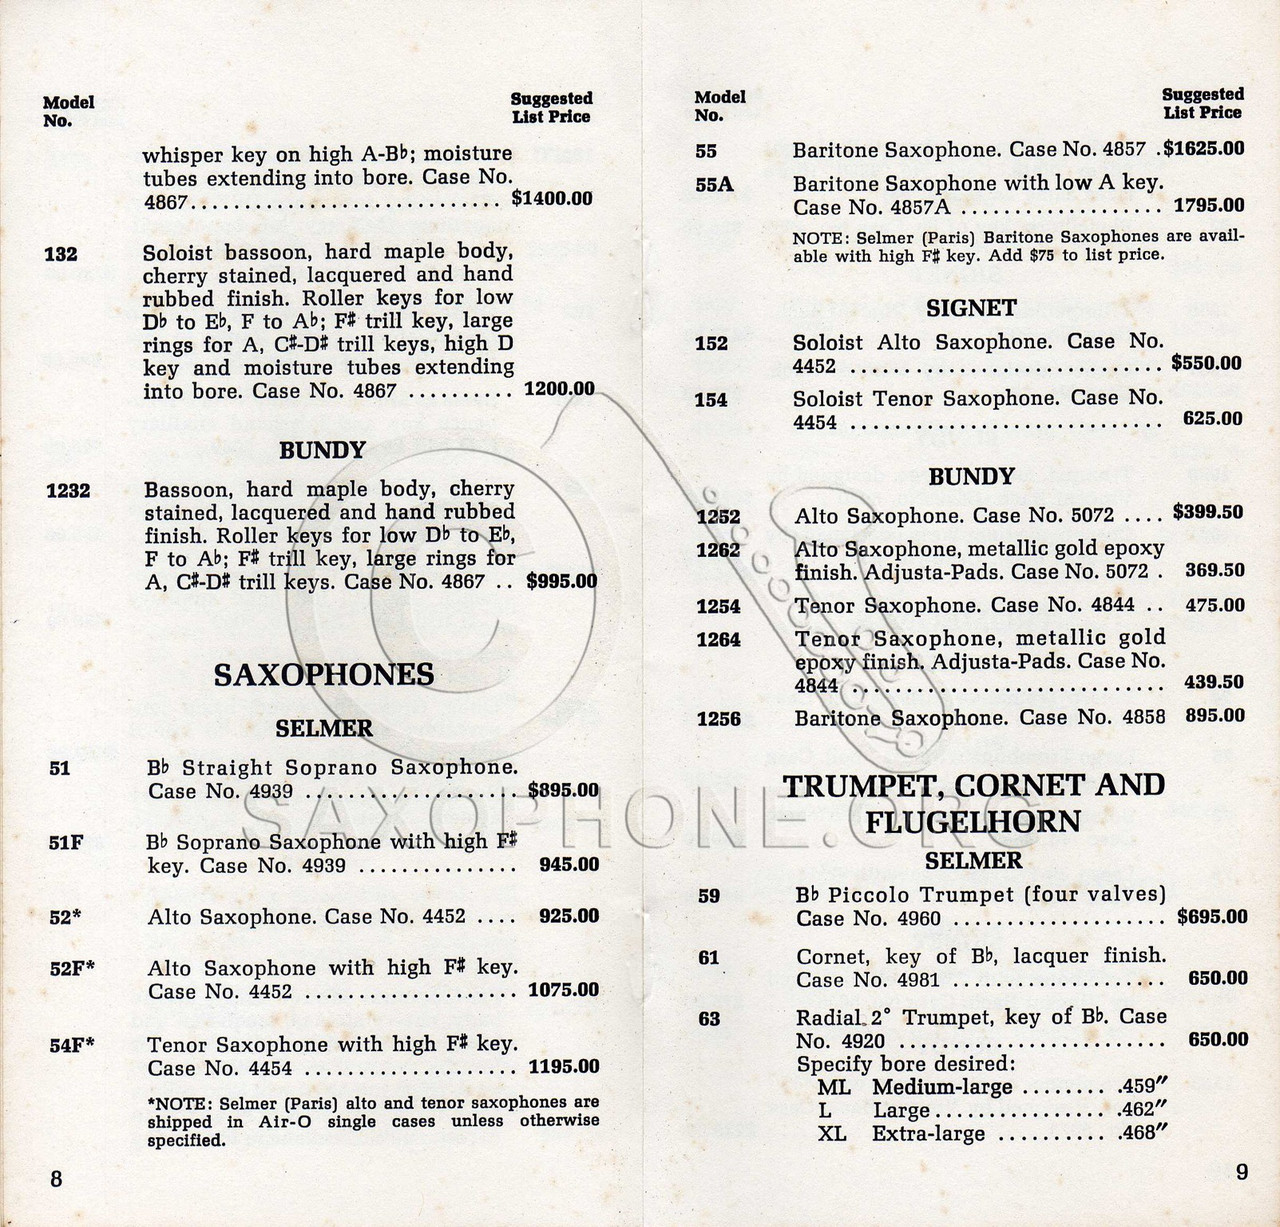 Model
No.
Suggested
List Price
whisper key on high A-B♭; moisture
tubes extending into bore. Case No.
4867............................. $1400.00
132 Soloist bassoon, hard maple body,
cherry stained, lacquered and hand
rubbed finish. Roller keys for low
D♭ to E♭, F to A♭; F♯ trill key, large
rings for A, C♯-D♯ trill keys, high D
key and moisture tubes extending
into bore. Case No. 4867 .......... 1200.00
BUNDY
1232 Bassoon, hard maple body, cherry
stained, lacquered and hand rubbed
finish. Roller keys for low D♭ to E♭,
F to A♭; F♯ trill key, large rings for
A, C♯-D♯ trill keys. Case No. 4867 .. $995.00
SAXOPHONES
SELMER
51 B♭ Straight Soprano Saxophone.
Case No. 4939 .................... $895.00
51F B♭ Soprano Saxophone with high F♯
key. Case No. 4939 ............... 945.00
52* Alto Saxophone. Case No. 4452 .... 925.00
52F* Alto Saxophone with high F♯ key.
Case No. 4452 .................... 1075.00
54F* Tenor Saxophone with high F♯ key.
Case No. 4454 .................... 1195.00
*NOTE: Selmer (Paris) alto and tenor saxophones are
shipped in Air-O single cases unless otherwise
specified.
8
Model
No.
Suggested
List Price
55 Baritone Saxophone. Case No. 4857 .$1625.00
55A Baritone Saxophone with low A key.
Case No. 4857A ................... 1795.00
NOTE: Selmer (Paris) Baritone Saxophones are avail-
able with high F♯ key. Add $75 to list price.
SIGNET
152 Soloist Alto Saxophone. Case No.
4452 ............................. $550.00
154 Soloist Tenor Saxophone. Case No.
4454 ............................. 625.00
BUNDY
1252 Alto Saxophone. Case No. 5072 .... $399.50
1262 Alto Saxophone, metallic gold epoxy
finish. Adjusta-Pads. Case No. 5072 . 369.50
1254 Tenor Saxophone. Case No. 4844 .. 475.00
1264 Tenor Saxophone, metallic gold
epoxy finish. Adjusta-Pads. Case No.
4844 ............................. 439.50
1256 Baritone Saxophone. Case No. 4858 895.00
TRUMPET, CORNET AND
FLUGELHORN
SELMER
59 B♭ Piccolo Trumpet (four valves)
Case No. 4960 .................... $695.00
61 Cornet, key of B♭, lacquer finish.
Case No. 4981 .................... 650.00
63 Radial 2° Trumpet, key of B♭. Case
No. 4920 ......................... 650.00
Specify bore desired:
ML Medium-large ........ .459″
L Large................ .462″
XL Extra-large .......... .468″
9
© SAXOPHONE.ORG